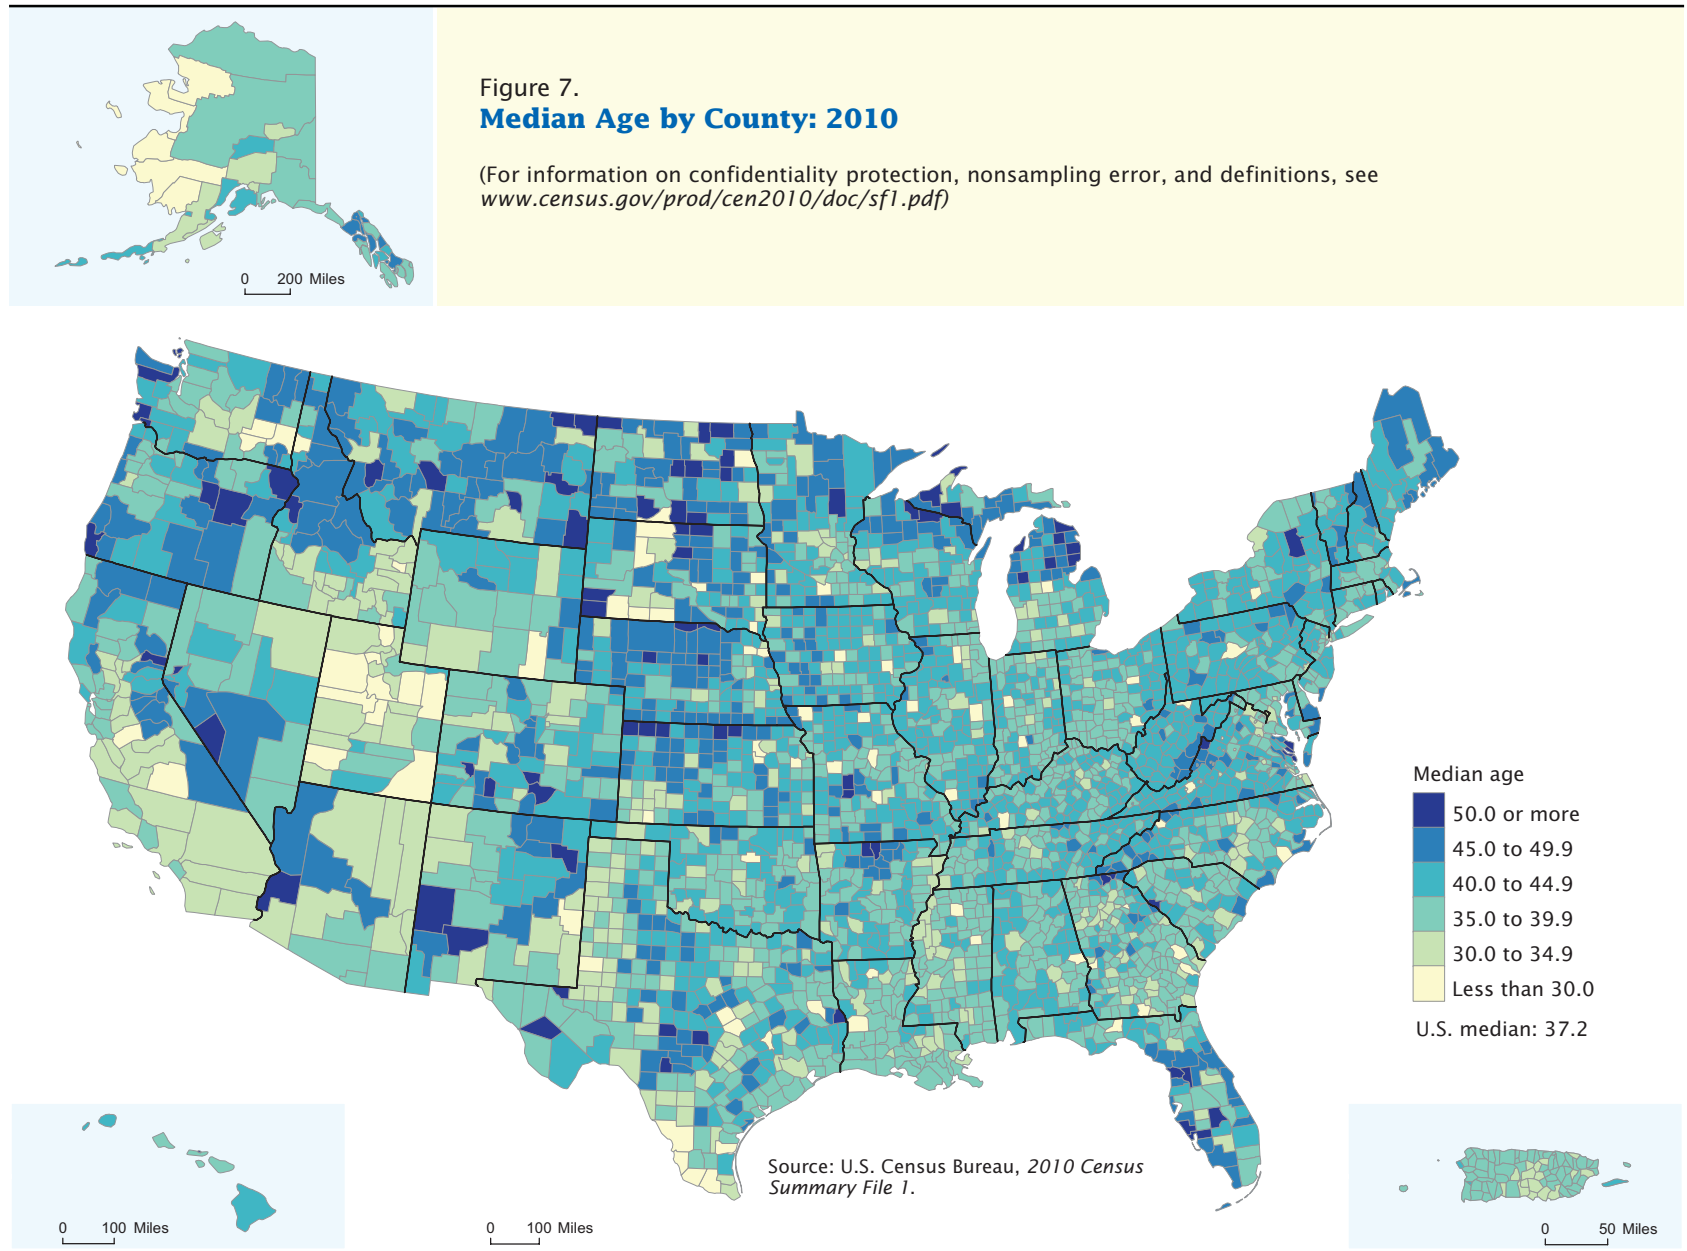 Figure 7.
Median Age by County: 2010
(For information on confidentiality protection, nonsampling error, and definitions, see
www.census.gov/prod/cen2010/doc/sf1.pdf)
0 200 Miles
Median age
50.0 or more
45.0 to 49.9
40.0 to 44.9
35.0 to 39.9
30.0 to 34.9
Less than 30.0
U.S. median: 37.2
Source: U.S. Census Bureau, 2010 Census
Summary File 1.
0 100 Miles
0 100 Miles
0 50 Miles